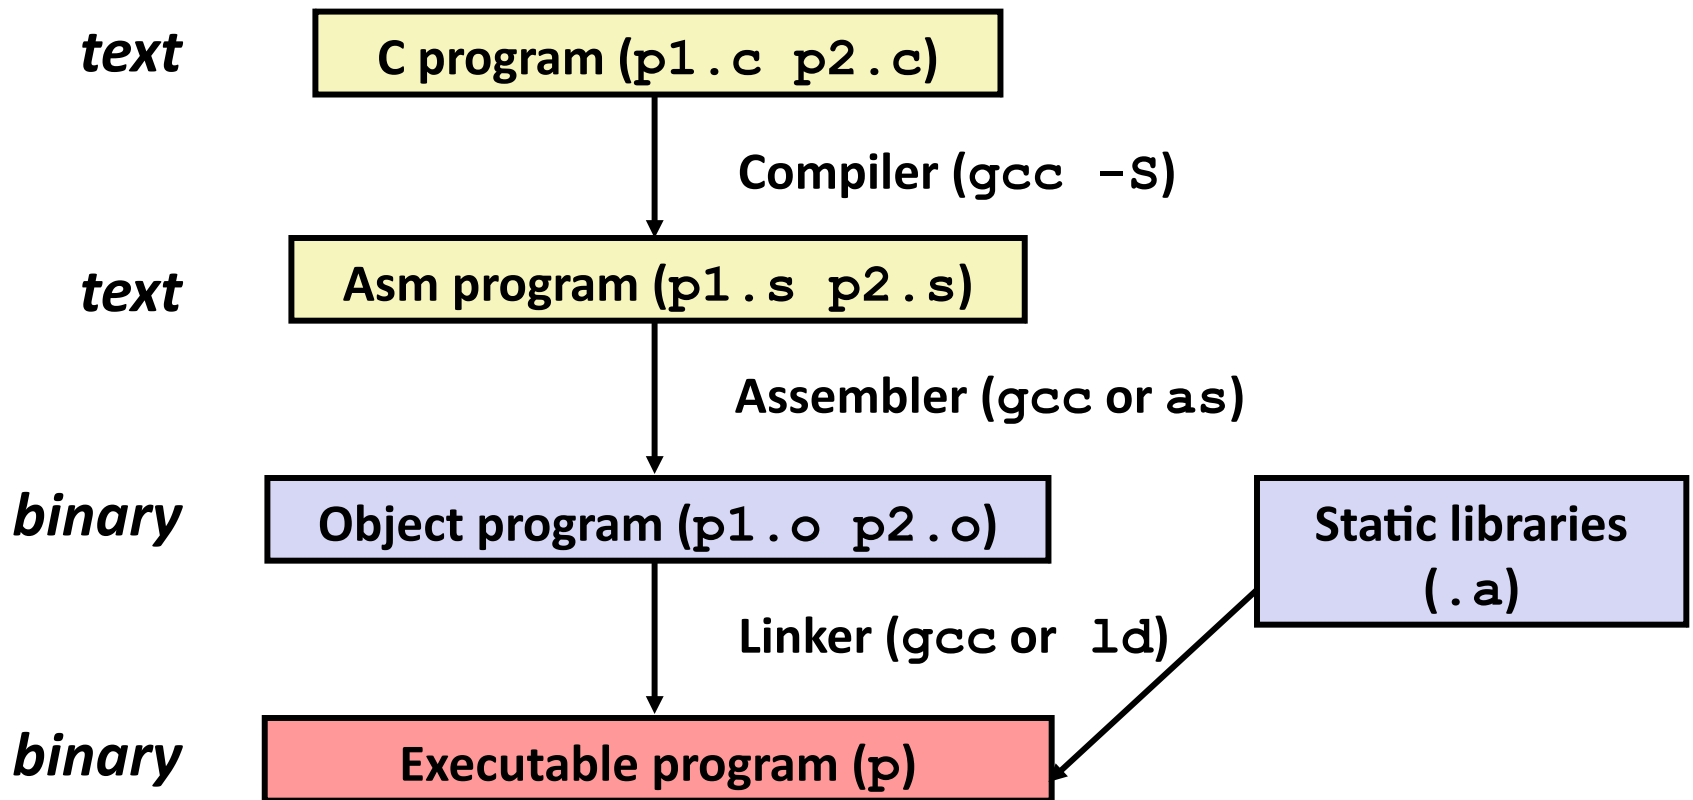 text
C program (p1.c p2.c)
Compiler (gcc -S)
text
Asm program (p1.s p2.s)
Assembler (gcc or as)
binary
Object program (p1.o p2.o)
Static libraries
(.a)
Linker (gcc or ld)
binary
Executable program (p)